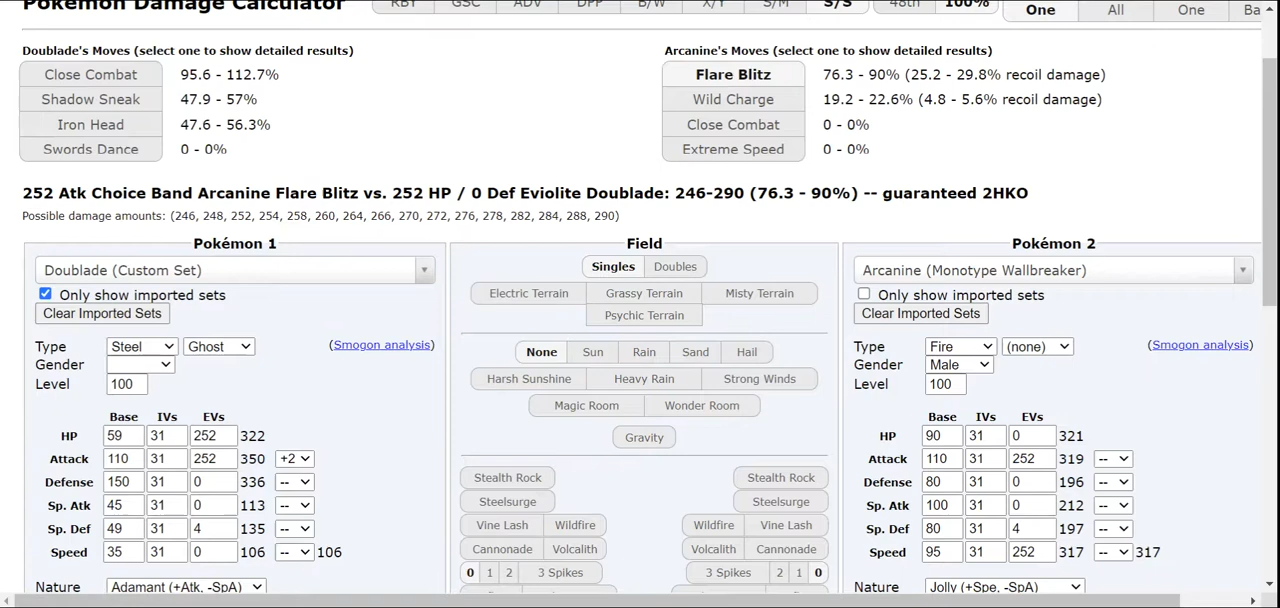 Pokémon Damage Calculator RBY GSC ADV DPP B/W X/Y S/M S/S 48th 100% One All One Ba
Doublade's Moves (select one to show detailed results)
Close Combat 95.6 - 112.7%
Shadow Sneak 47.9 - 57%
Iron Head 47.6 - 56.3%
Swords Dance 0 - 0%
Arcanine's Moves (select one to show detailed results)
Flare Blitz 76.3 - 90% (25.2 - 29.8% recoil damage)
Wild Charge 19.2 - 22.6% (4.8 - 5.6% recoil damage)
Close Combat 0 - 0%
Extreme Speed 0 - 0%
252 Atk Choice Band Arcanine Flare Blitz vs. 252 HP / 0 Def Eviolite Doublade: 246-290 (76.3 - 90%) -- guaranteed 2HKO
Possible damage amounts: (246, 248, 252, 254, 258, 260, 264, 266, 270, 272, 276, 278, 282, 284, 288, 290)
Pokémon 1
Doublade (Custom Set)
Only show imported sets
Clear Imported Sets
Type Steel Ghost (Smogon analysis)
Gender
Level 100
Base IVs EVs
HP 59 31 252 322
Attack 110 31 252 350 +2
Defense 150 31 0 336 --
Sp. Atk 45 31 0 113 --
Sp. Def 49 31 4 135 --
Speed 35 31 0 106 -- 106
Nature Adamant (+Atk, -SpA)
Field
Singles Doubles
Electric Terrain Grassy Terrain Misty Terrain
Psychic Terrain
None Sun Rain Sand Hail
Harsh Sunshine Heavy Rain Strong Winds
Magic Room Wonder Room
Gravity
Stealth Rock Stealth Rock
Steelsurge Steelsurge
Vine Lash Wildfire Wildfire Vine Lash
Cannonade Volcalith Volcalith Cannonade
0 1 2 3 Spikes 3 Spikes 2 1 0
Pokémon 2
Arcanine (Monotype Wallbreaker)
Only show imported sets
Clear Imported Sets
Type Fire (none) (Smogon analysis)
Gender Male
Level 100
Base IVs EVs
HP 90 31 0 321
Attack 110 31 252 319 --
Defense 80 31 0 196 --
Sp. Atk 100 31 0 212 --
Sp. Def 80 31 4 197 --
Speed 95 31 252 317 -- 317
Nature Jolly (+Spe, -SpA)